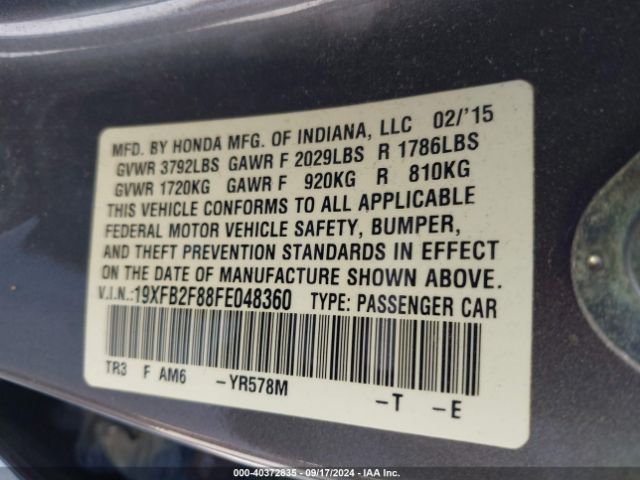 MFD. BY HONDA MFG. OF INDIANA, LLC 02/'15
GVWR 3792LBS GAWR F 2029LBS R 1786LBS
GVWR 1720KG GAWR F 920KG R 810KG
THIS VEHICLE CONFORMS TO ALL APPLICABLE
FEDERAL MOTOR VEHICLE SAFETY, BUMPER,
AND THEFT PREVENTION STANDARDS IN EFFECT
ON THE DATE OF MANUFACTURE SHOWN ABOVE.
V.I.N.:19XFB2F88FE048360 TYPE: PASSENGER CAR
TR3 F AM6 -YR578M
-T -E
000-40372835 - 09/17/2024 - IAA Inc.